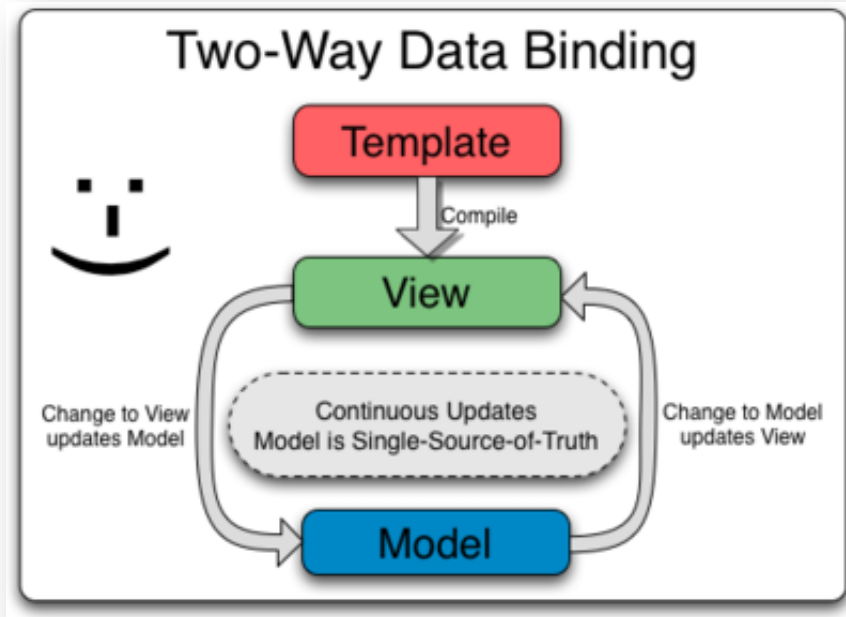 Two-Way Data Binding
Template
Compile
View
Change to View
updates Model
Continuous Updates
Model is Single-Source-of-Truth
Change to Model
updates View
Model